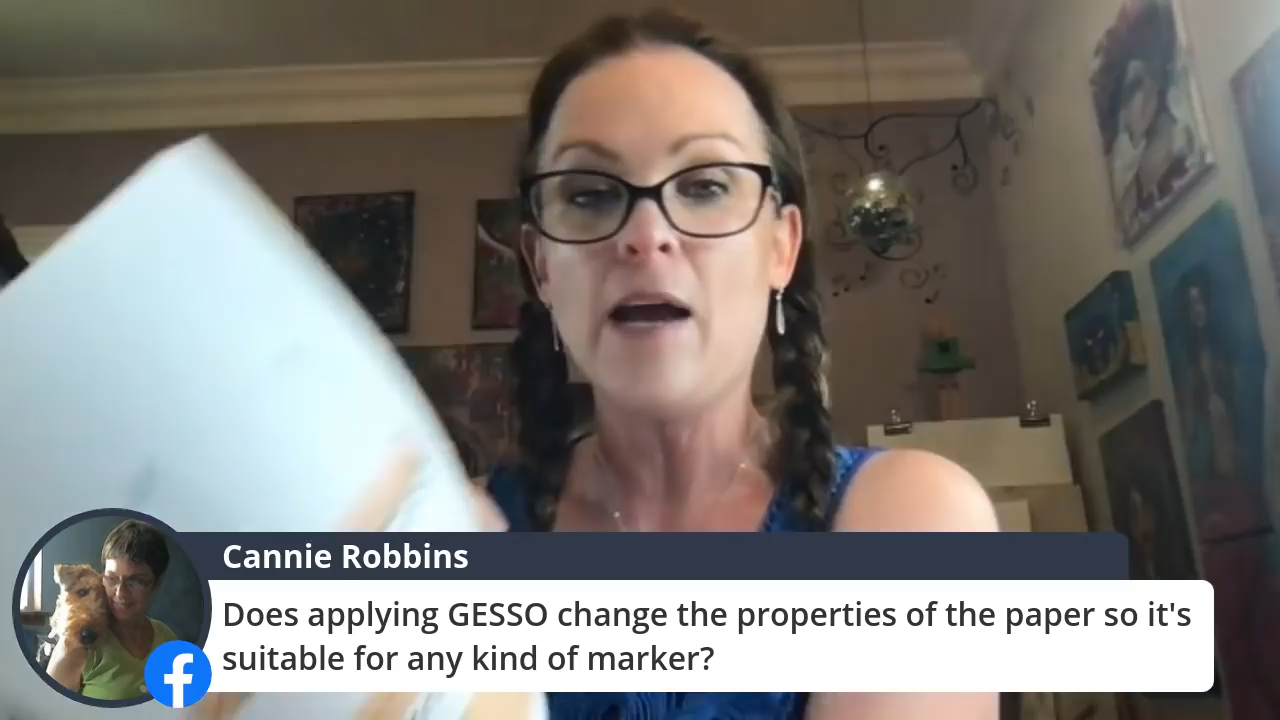 Cannie Robbins
Does applying GESSO change the properties of the paper so it's
suitable for any kind of marker?